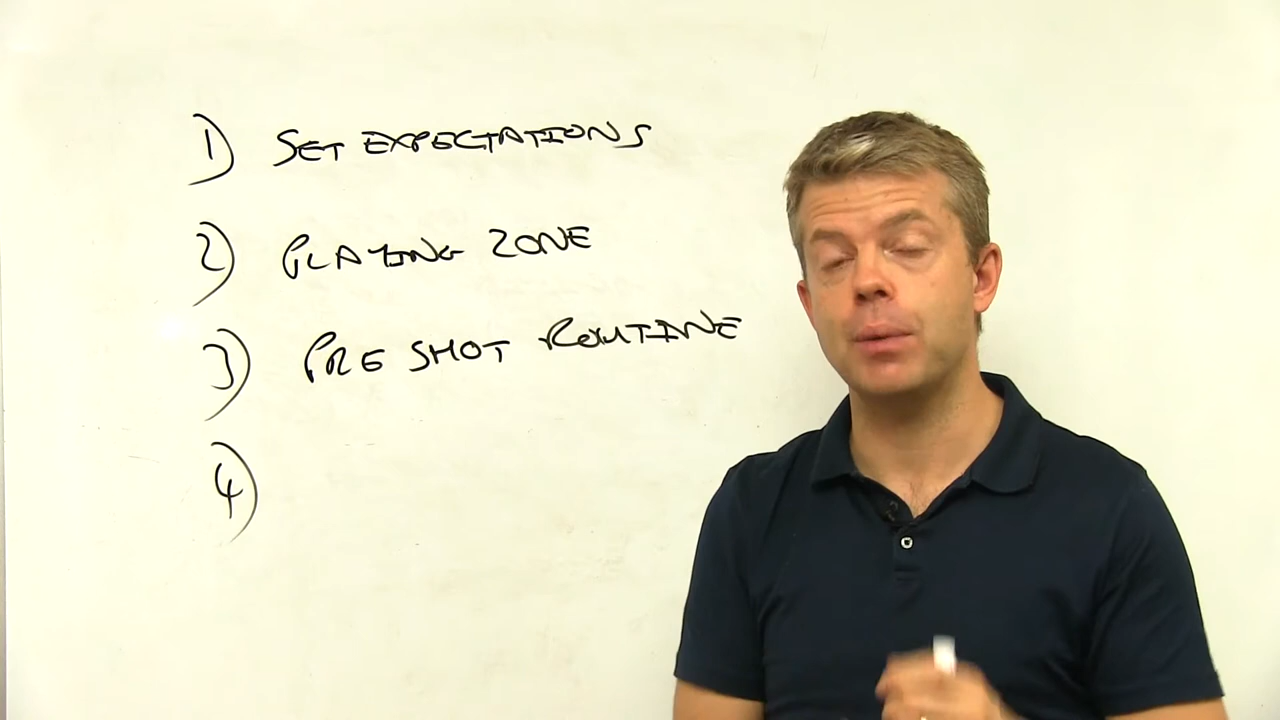 1) SET EXPECTATIONS
2) PLAYING ZONE
3) PRE SHOT ROUTINE
4)